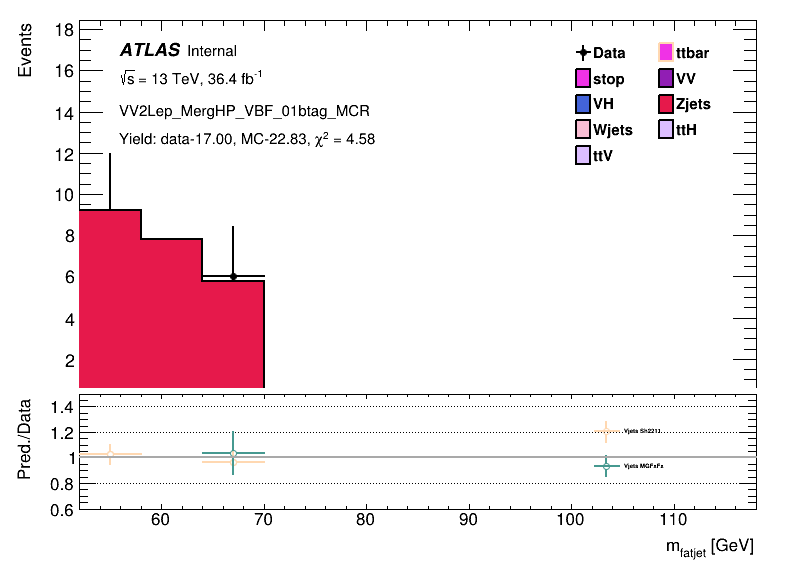 Events
18
16
14
12
10
8
6
4
2
ATLAS Internal
√s = 13 TeV, 36.4 fb⁻¹
VV2Lep_MergHP_VBF_01btag_MCR
Yield: data-17.00, MC-22.83, χ² = 4.58
Data
ttbar
stop
VV
VH
Zjets
Wjets
ttH
ttV
Pred./Data
1.4
1.2
1
0.8
0.6
Vjets Sh2211
Vjets MGFxFx
60 70 80 90 100 110
m_fatjet [GeV]